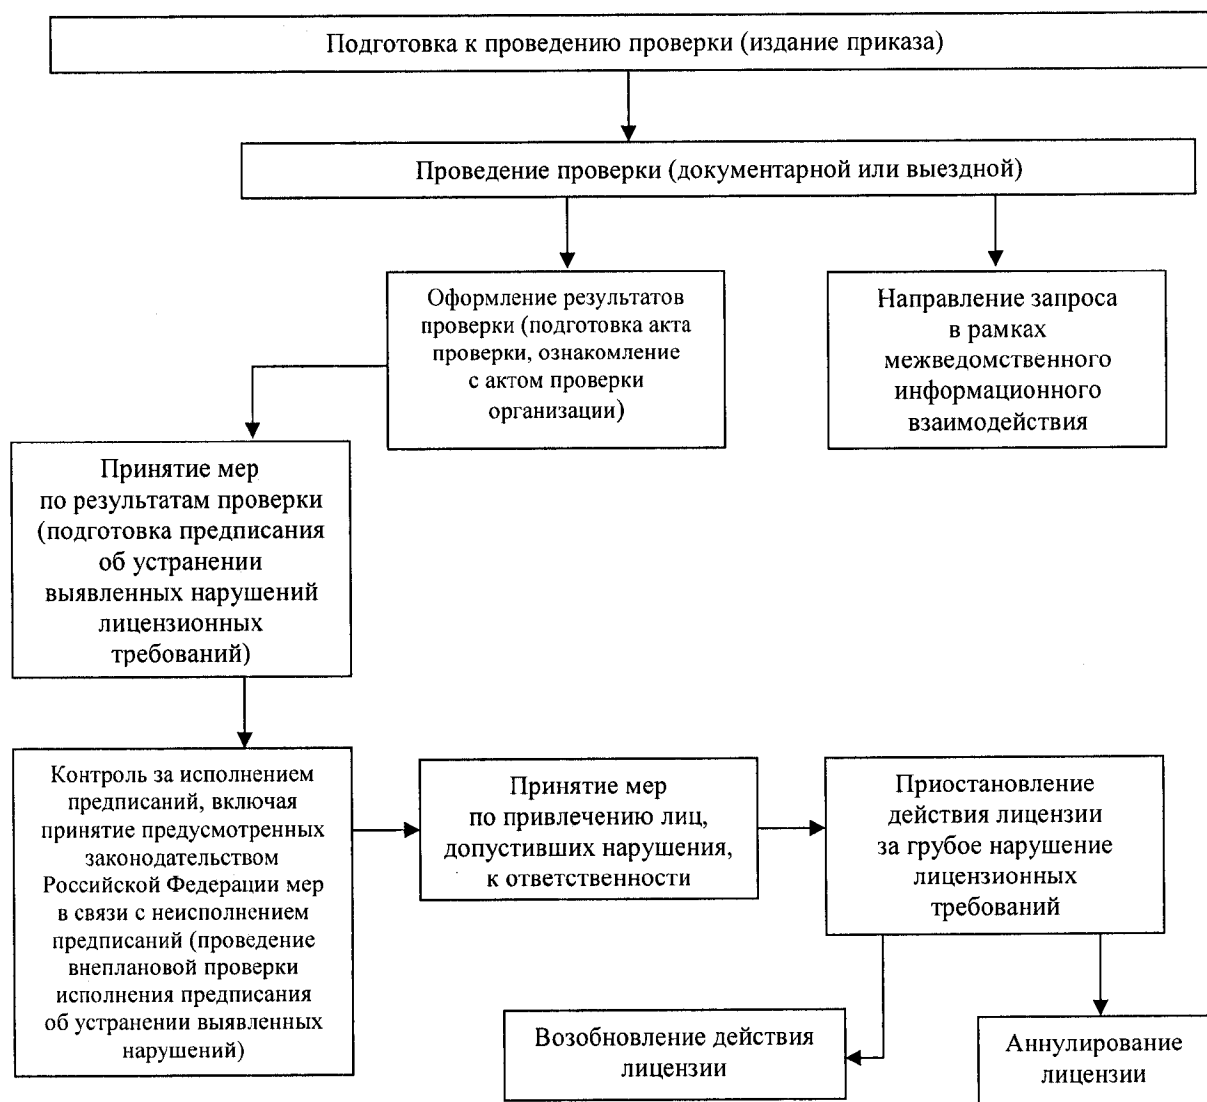 Подготовка к проведению проверки (издание приказа)
Проведение проверки (документарной или выездной)
Оформление результатов
проверки (подготовка акта
проверки, ознакомление
с актом проверки
организации)
Направление запроса
в рамках
межведомственного
информационного
взаимодействия
Принятие мер
по результатам проверки
(подготовка предписания
об устранении
выявленных нарушений
лицензионных
требований)
Контроль за исполнением
предписаний, включая
принятие предусмотренных
законодательством
Российской Федерации мер
в связи с неисполнением
предписаний (проведение
внеплановой проверки
исполнения предписания
об устранении выявленных
нарушений)
Принятие мер
по привлечению лиц,
допустивших нарушения,
к ответственности
Приостановление
действия лицензии
за грубое нарушение
лицензионных
требований
Возобновление действия
лицензии
Аннулирование
лицензии